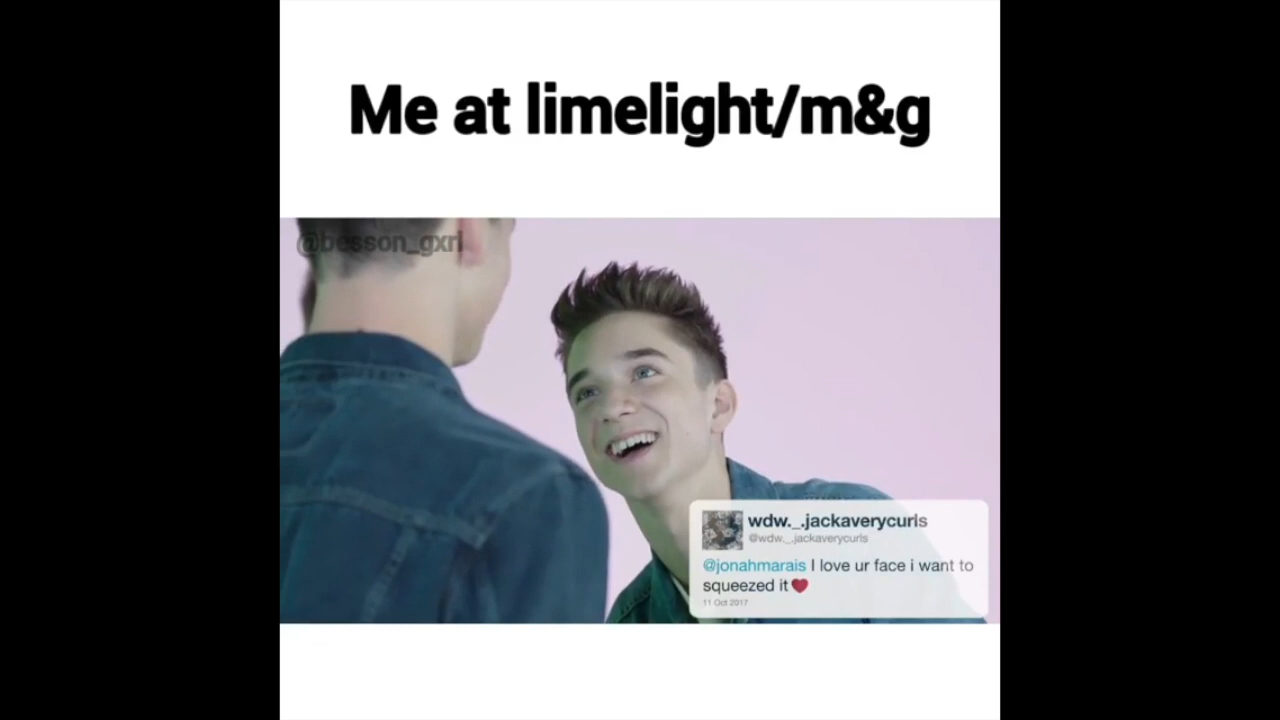 Me at limelight/m&g
@besson_gxrl
wdw._.jackaverycurls
@wdw._.jackaverycurls
@jonahmarais I love ur face i want to
squeezed it❤
11 Oct 2017